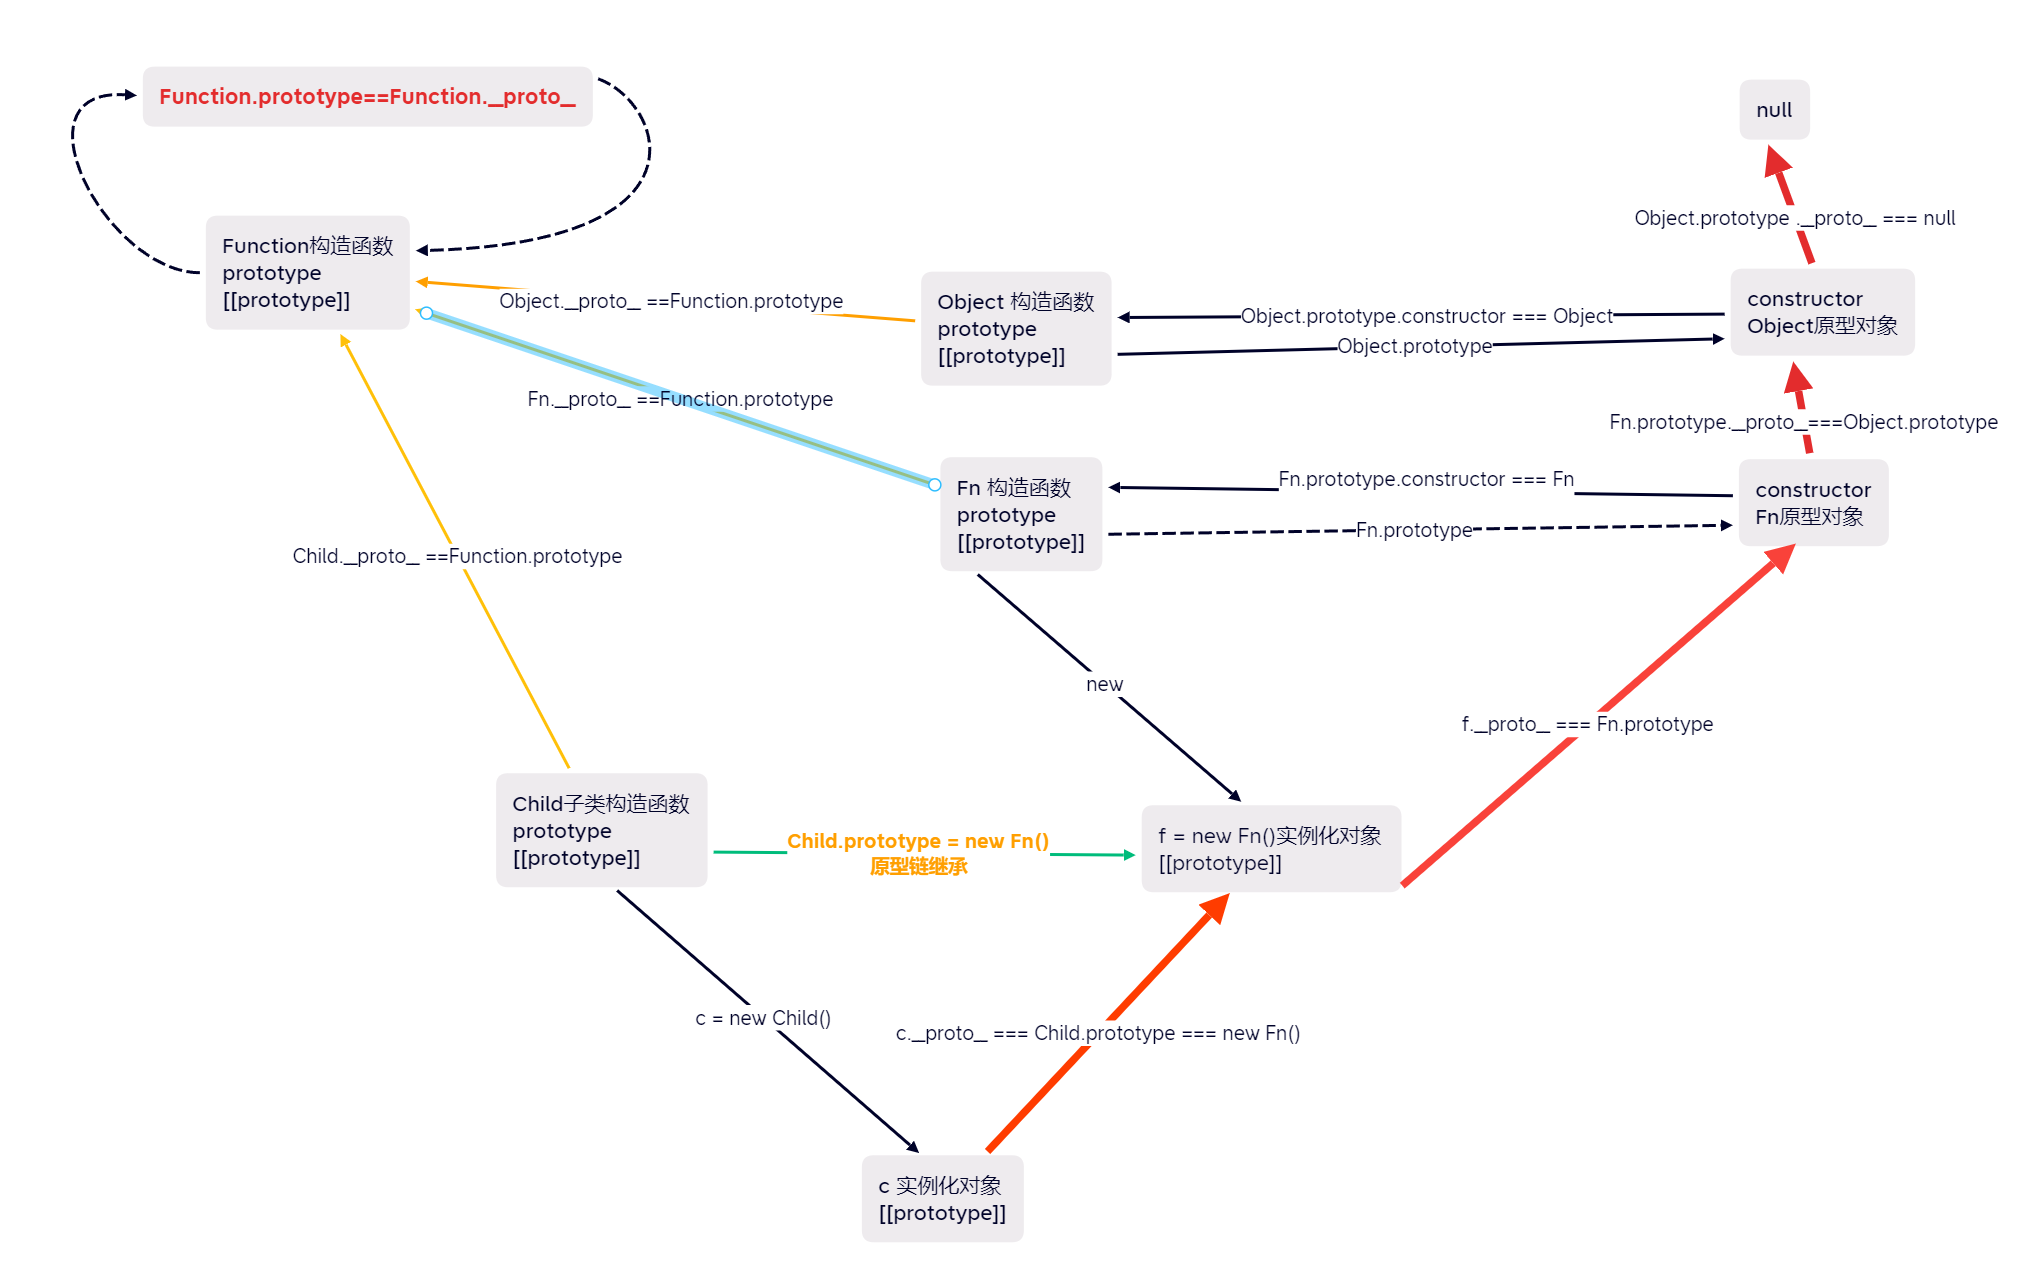 Function.prototype==Function._proto_
null
Object.prototype ._proto_ === null
Function构造函数
prototype
[[prototype]]
Object._proto_ ==Function.prototype
Object 构造函数
prototype
[[prototype]]
Object.prototype.constructor === Object
Object.prototype
constructor
Object原型对象
Fn._proto_ ==Function.prototype
Fn.prototype._proto_===Object.prototype
Fn 构造函数
prototype
[[prototype]]
Fn.prototype.constructor === Fn
Fn.prototype
constructor
Fn原型对象
Child._proto_ ==Function.prototype
new
f._proto_ === Fn.prototype
Child子类构造函数
prototype
[[prototype]]
Child.prototype = new Fn()
原型链继承
f = new Fn()实例化对象
[[prototype]]
c = new Child()
c._proto_ === Child.prototype === new Fn()
c 实例化对象
[[prototype]]